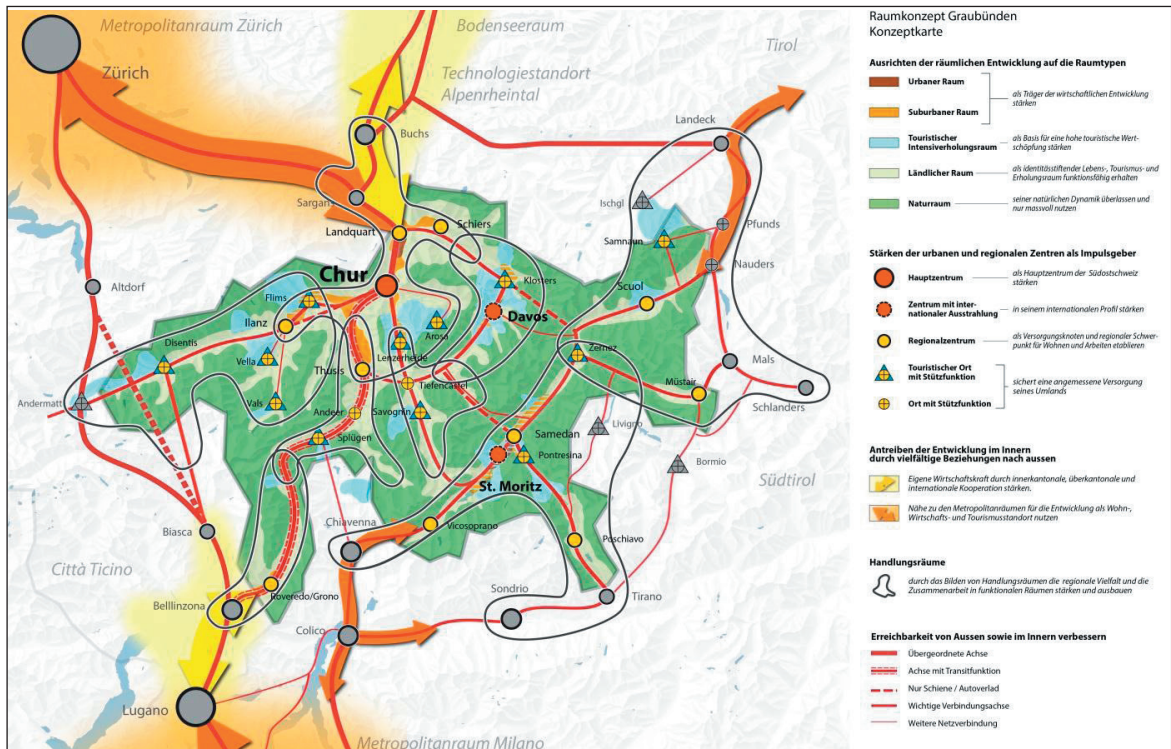 Raumkonzept Graubünden
Konzeptkarte
Ausrichten der räumlichen Entwicklung auf die Raumtypen
Urbaner Raum
Suburbaner Raum
als Träger der wirtschaftlichen Entwicklung
stärken
Touristischer
Intensiverholungsraum
als Basis für eine hohe touristische Wert-
schöpfung stärken
Ländlicher Raum
als identitässtiftender Lebens-, Tourismus- und
Erholungsraum funktionsfähig erhalten
Naturraum
seiner natürlichen Dynamik überlassen und
nur massvoll nutzen
Stärken der urbanen und regionalen Zentren als Impulsgeber
Hauptzentrum
als Hauptzentrum der Südostschweiz
stärken
Zentrum mit inter-
nationaler Ausstrahlung
in seinem internationalen Profil stärken
Regionalzentrum
als Versorgungsknoten und regionaler Schwer-
punkt für Wohnen und Arbeiten etablieren
Touristischer Ort
mit Stützfunktion
Ort mit Stützfunktion
sichert eine angemessene Versorgung
seines Umlands
Antreiben der Entwicklung im Innern
durch vielfältige Beziehungen nach aussen
Eigene Wirtschaftskraft durch innerkantonale, überkantonale und
internationale Kooperation stärken.
Nähe zu den Metropolitanräumen für die Entwicklung als Wohn-,
Wirtschafts- und Tourismusstandort nutzen
Handlungsräume
durch das Bilden von Handlungsräumen die regionale Vielfalt und die
Zusammenarbeit in funktionalen Räumen stärken und ausbauen
Erreichbarkeit von Aussen sowie im Innern verbessern
Übergeordnete Achse
Achse mit Transitfunktion
Nur Schiene / Autoverlad
Wichtige Verbindungsachse
Weitere Netzverbindung
Metropolitanraum Zürich
Bodenseeraum
Tirol
Zürich
Technologiestandort
Alpenrheintal
Buchs
Landeck
Sargans
Ischgl
Landquart
Schiers
Pfunds
Samnaun
Chur
Nauders
Altdorf
Klosters
Scuol
Flims
Davos
Ilanz
Arosa
Disentis
Lenzerheide
Zernez
Mals
Vella
Thusis
Müstair
Tiefencastel
Andermatt
Vals
Schlanders
Andeer
Savognin
Livigno
Splügen
Samedan
Pontresina
Bormio
St. Moritz
Südtirol
Chiavenna
Vicosoprano
Biasca
Poschiavo
Città Ticino
Roveredo/Grono
Sondrio
Tirano
Belllinzona
Colico
Lugano
Metropolitanraum Milano